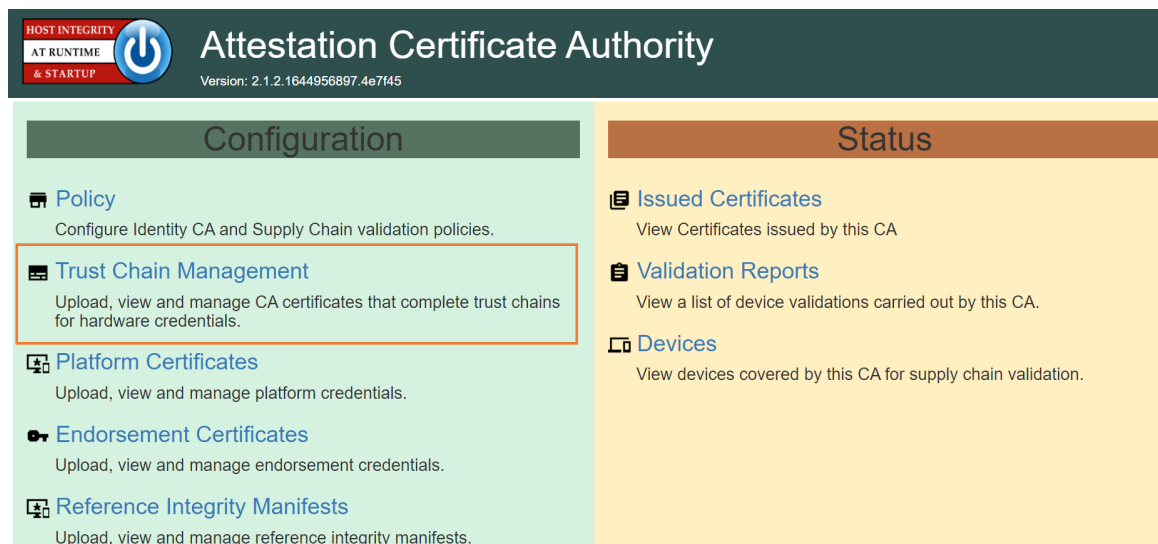 HOST INTEGRITY
AT RUNTIME
& STARTUP
Attestation Certificate Authority
Version: 2.1.2.1644956897.4e7f45
Configuration
Policy
Configure Identity CA and Supply Chain validation policies.
Trust Chain Management
Upload, view and manage CA certificates that complete trust chains
for hardware credentials.
Platform Certificates
Upload, view and manage platform credentials.
Endorsement Certificates
Upload, view and manage endorsement credentials.
Reference Integrity Manifests
Upload, view and manage reference integrity manifests.
Status
Issued Certificates
View Certificates issued by this CA
Validation Reports
View a list of device validations carried out by this CA.
Devices
View devices covered by this CA for supply chain validation.